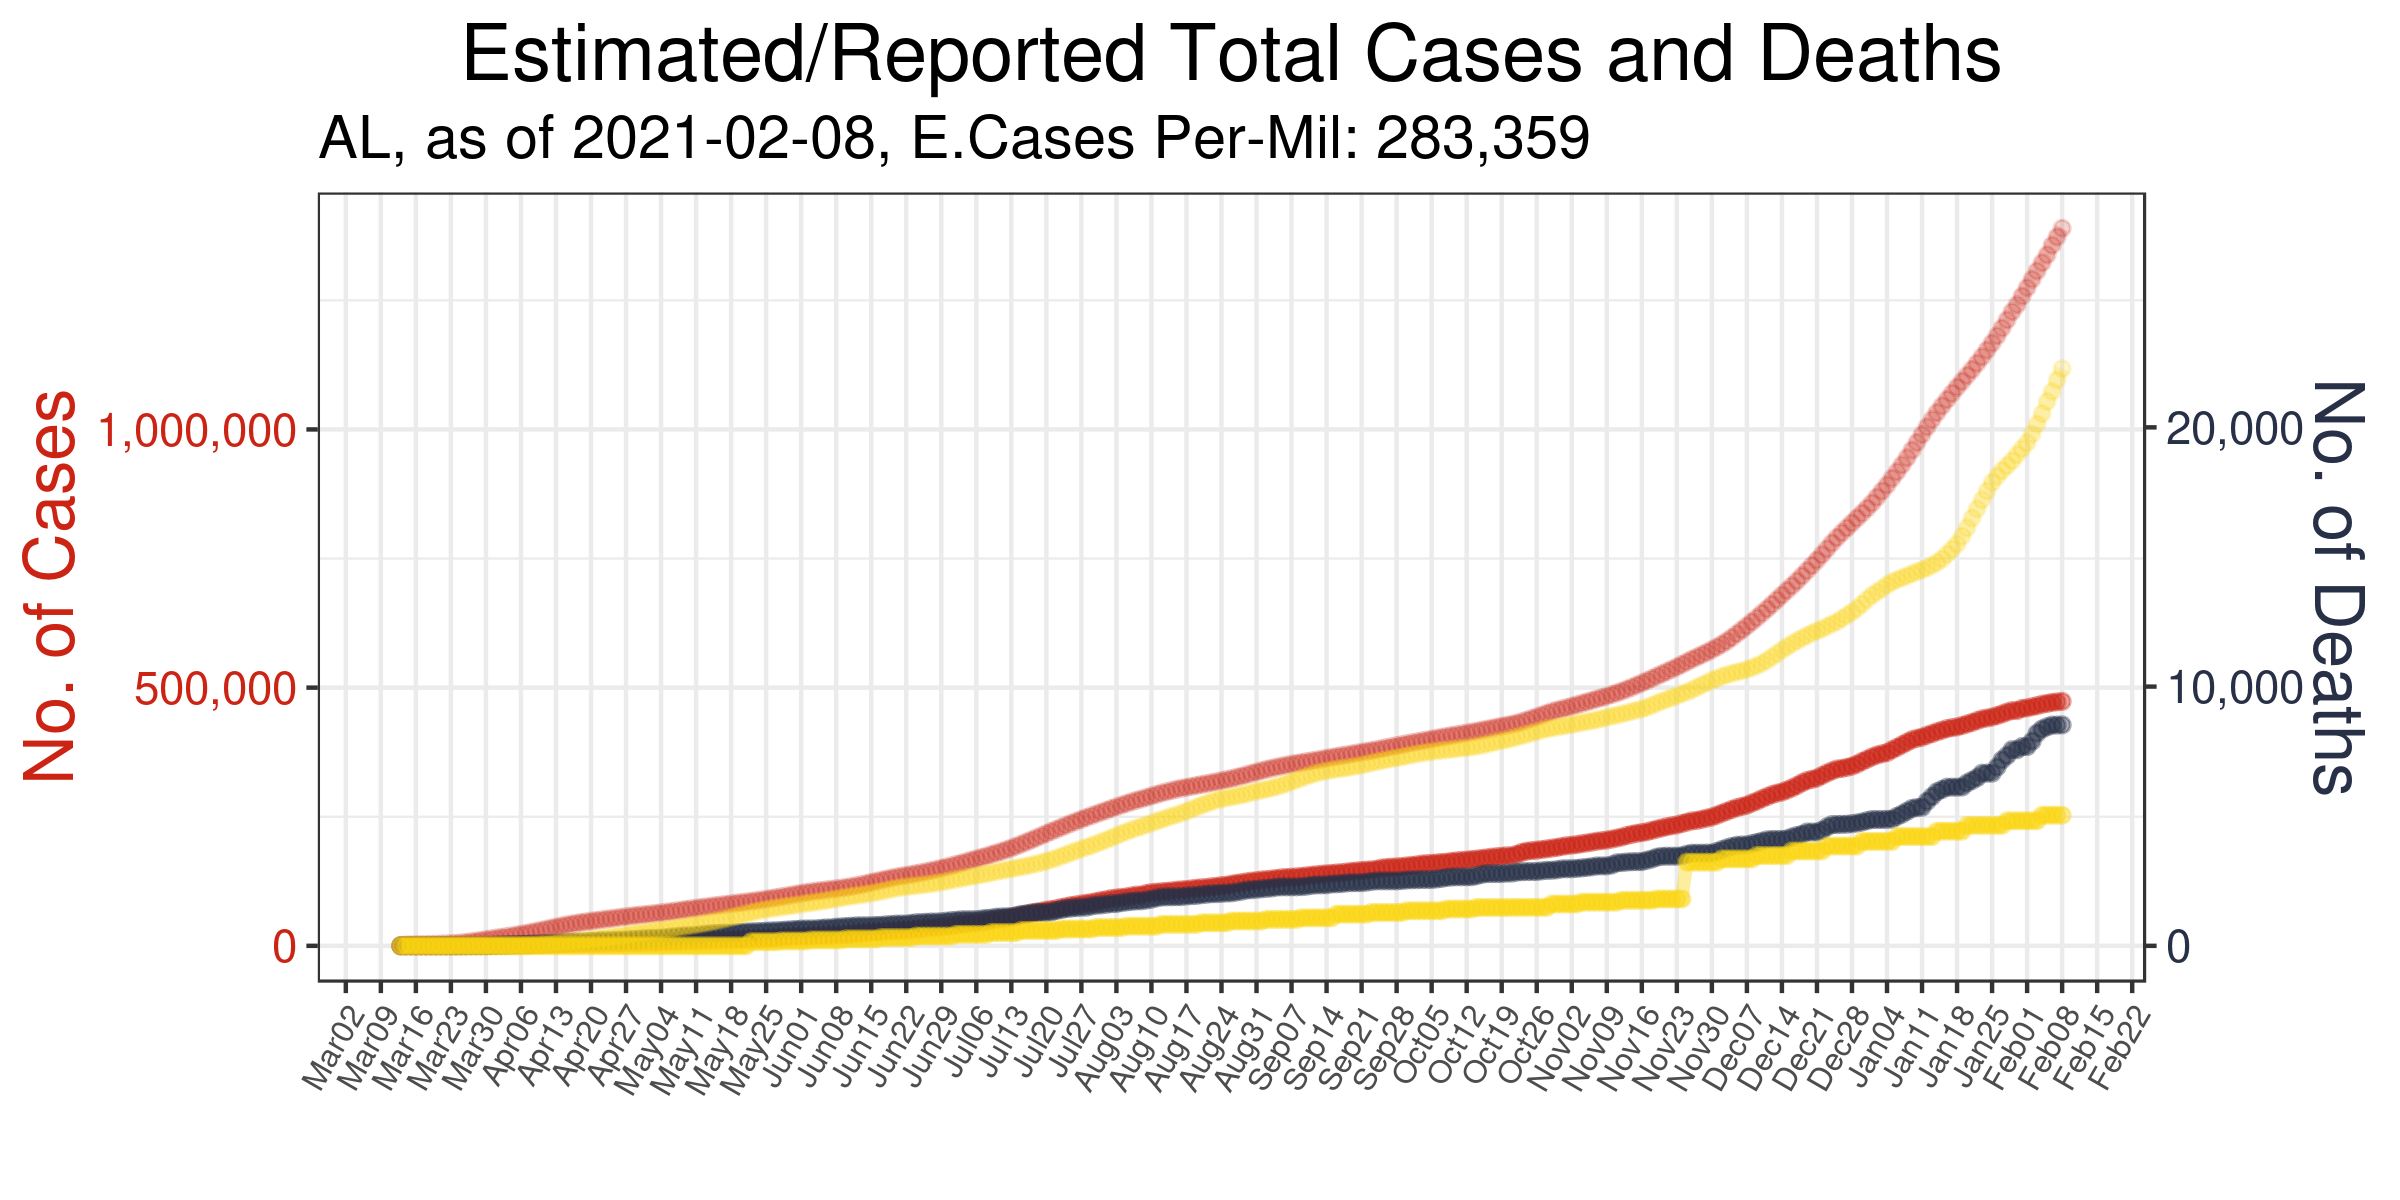 Estimated/Reported Total Cases and Deaths
AL, as of 2021-02-08, E.Cases Per-Mil: 283,359
No. of Cases
1,000,000
500,000
0
20,000
10,000
0
No. of Deaths
Mar02
Mar09
Mar16
Mar23
Mar30
Apr06
Apr13
Apr20
Apr27
May04
May11
May18
May25
Jun01
Jun08
Jun15
Jun22
Jun29
Jul06
Jul13
Jul20
Jul27
Aug03
Aug10
Aug17
Aug24
Aug31
Sep07
Sep14
Sep21
Sep28
Oct05
Oct12
Oct19
Oct26
Nov02
Nov09
Nov16
Nov23
Nov30
Dec07
Dec14
Dec21
Dec28
Jan04
Jan11
Jan18
Jan25
Feb01
Feb08
Feb15
Feb22